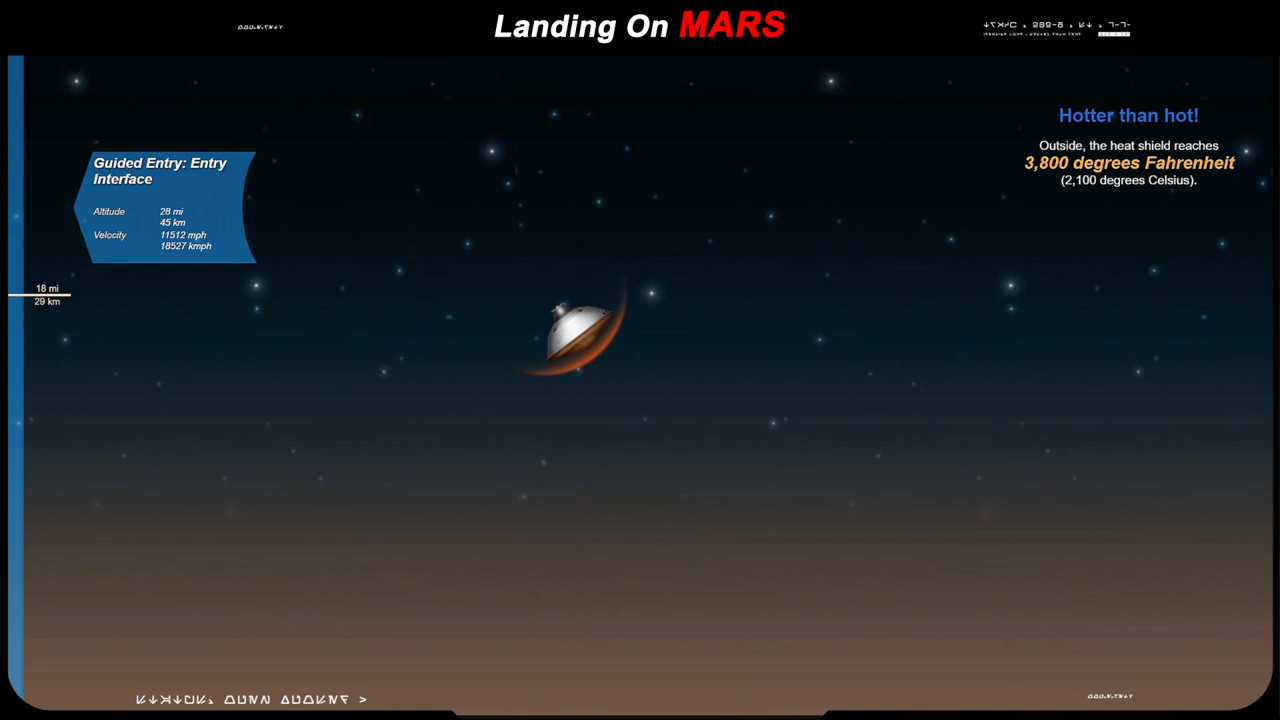 Landing On MARS
Hotter than hot!
Outside, the heat shield reaches
3,800 degrees Fahrenheit
(2,100 degrees Celsius).
Guided Entry: Entry
Interface
Altitude 28 mi
45 km
Velocity 11512 mph
18527 kmph
18 mi
29 km